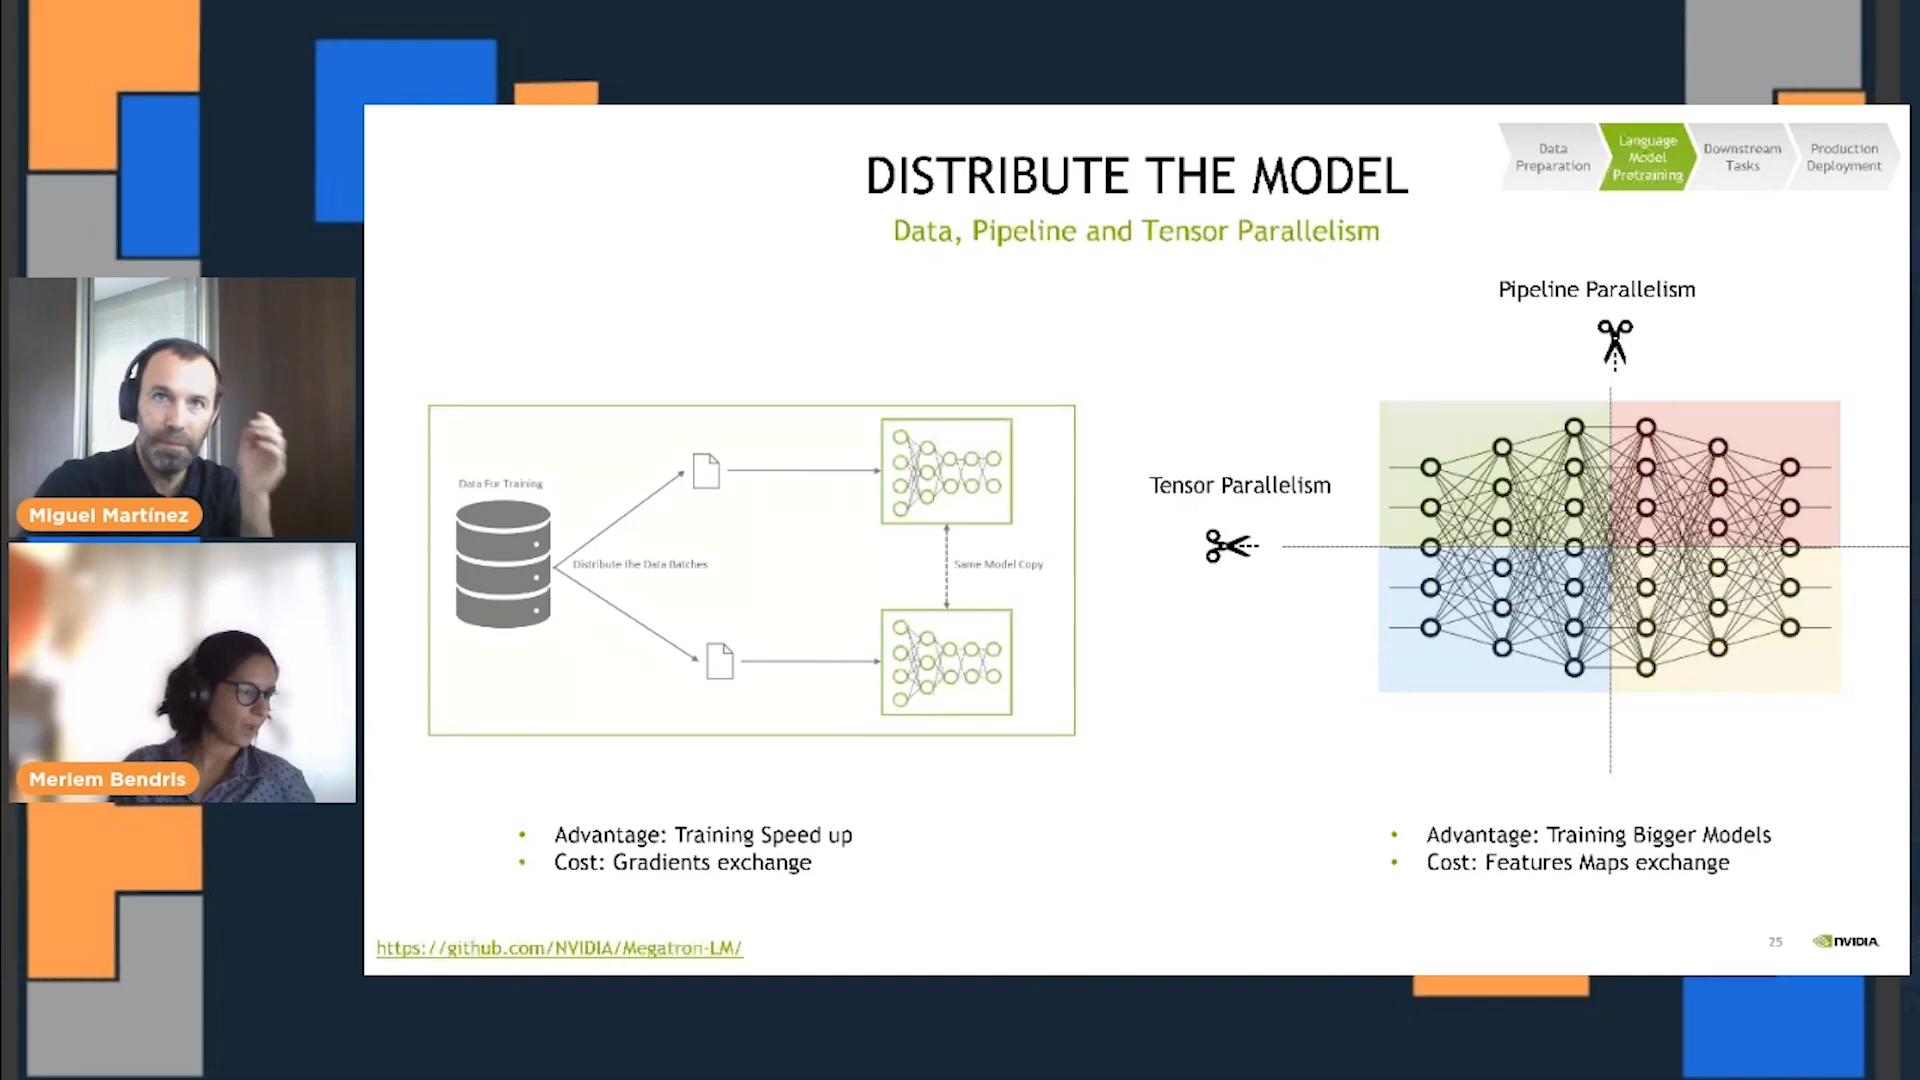 DISTRIBUTE THE MODEL
Data, Pipeline and Tensor Parallelism
Data
Preparation
Language
Model
Pretraining
Downstream
Tasks
Production
Deployment
Data For Training
Distribute the Data Batches
Same Model Copy
Pipeline Parallelism
Tensor Parallelism
Miguel Martínez
Meriem Bendris
• Advantage: Training Speed up
• Cost: Gradients exchange
• Advantage: Training Bigger Models
• Cost: Features Maps exchange
https://github.com/NVIDIA/Megatron-LM/
25
NVIDIA